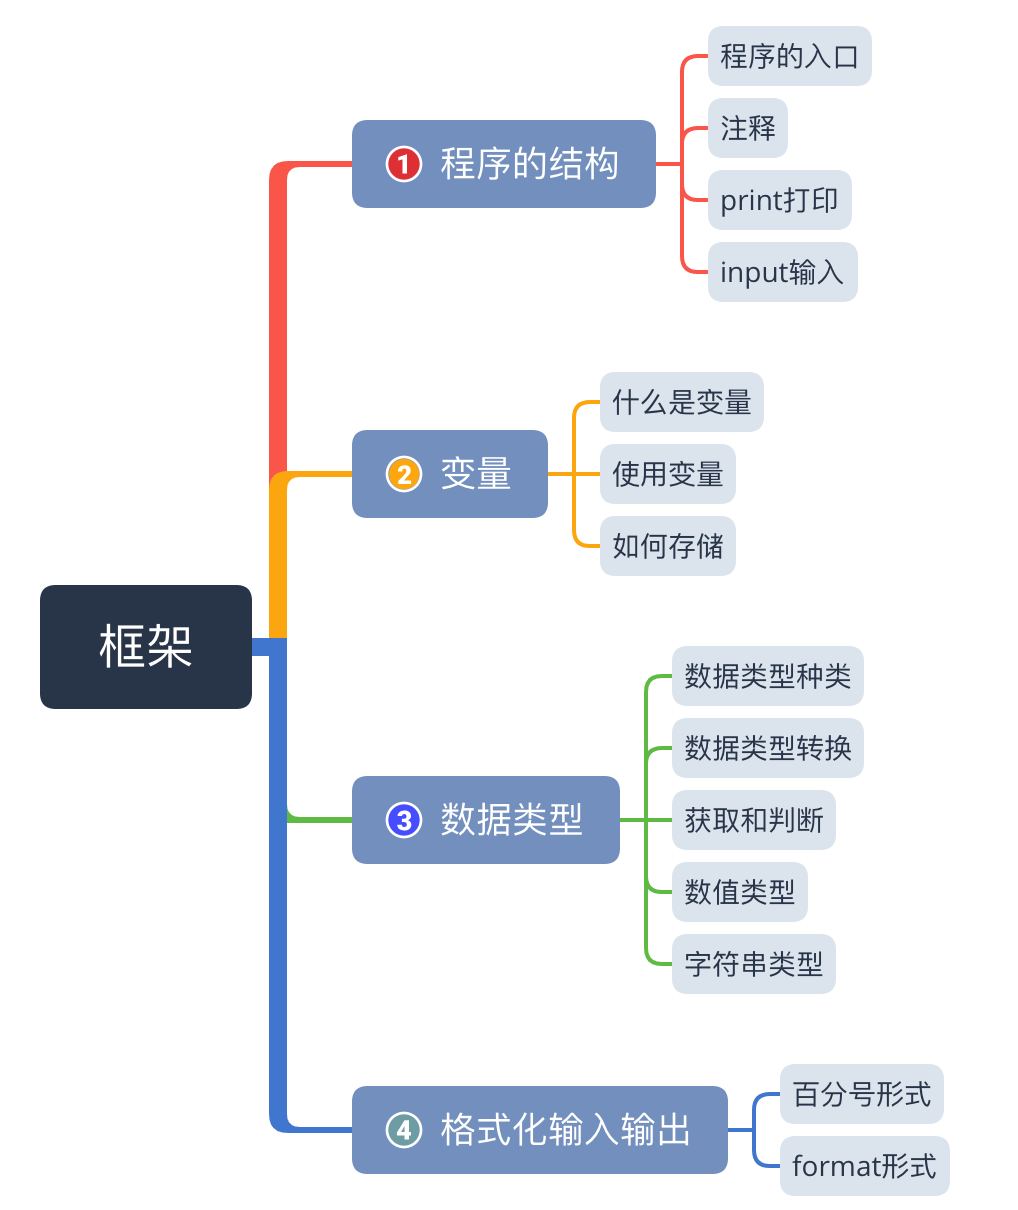 框架
1 程序的结构
程序的入口
注释
print打印
input输入
2 变量
什么是变量
使用变量
如何存储
3 数据类型
数据类型种类
数据类型转换
获取和判断
数值类型
字符串类型
4 格式化输入输出
百分号形式
format形式